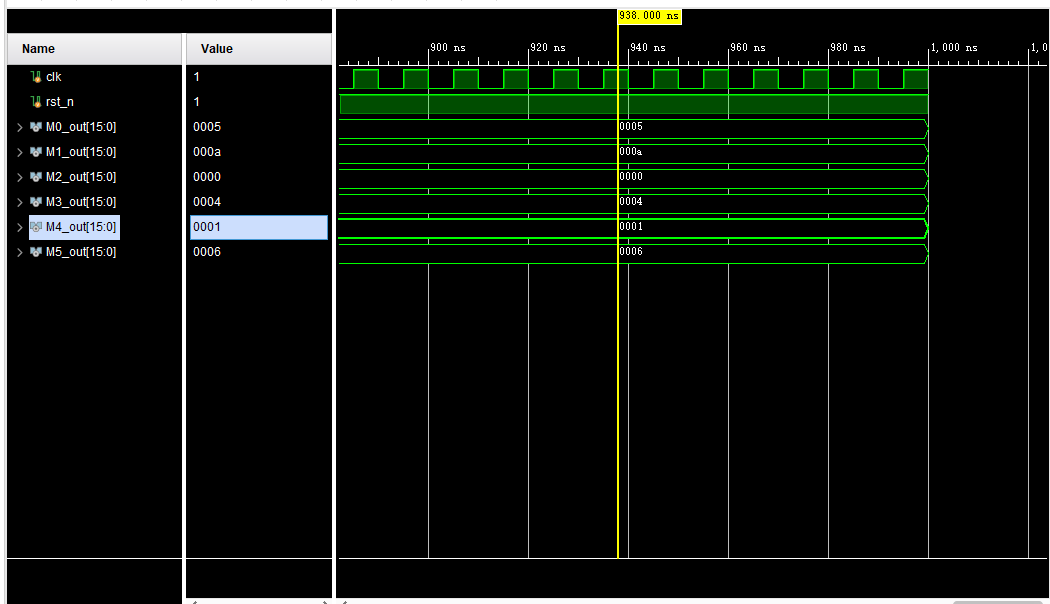 938.000 ns
Name Value
900 ns 920 ns 940 ns 960 ns 980 ns 1,000 ns 1,0
clk 1
rst_n 1
M0_out[15:0] 0005 0005
M1_out[15:0] 000a 000a
M2_out[15:0] 0000 0000
M3_out[15:0] 0004 0004
M4_out[15:0] 0001 0001
M5_out[15:0] 0006 0006